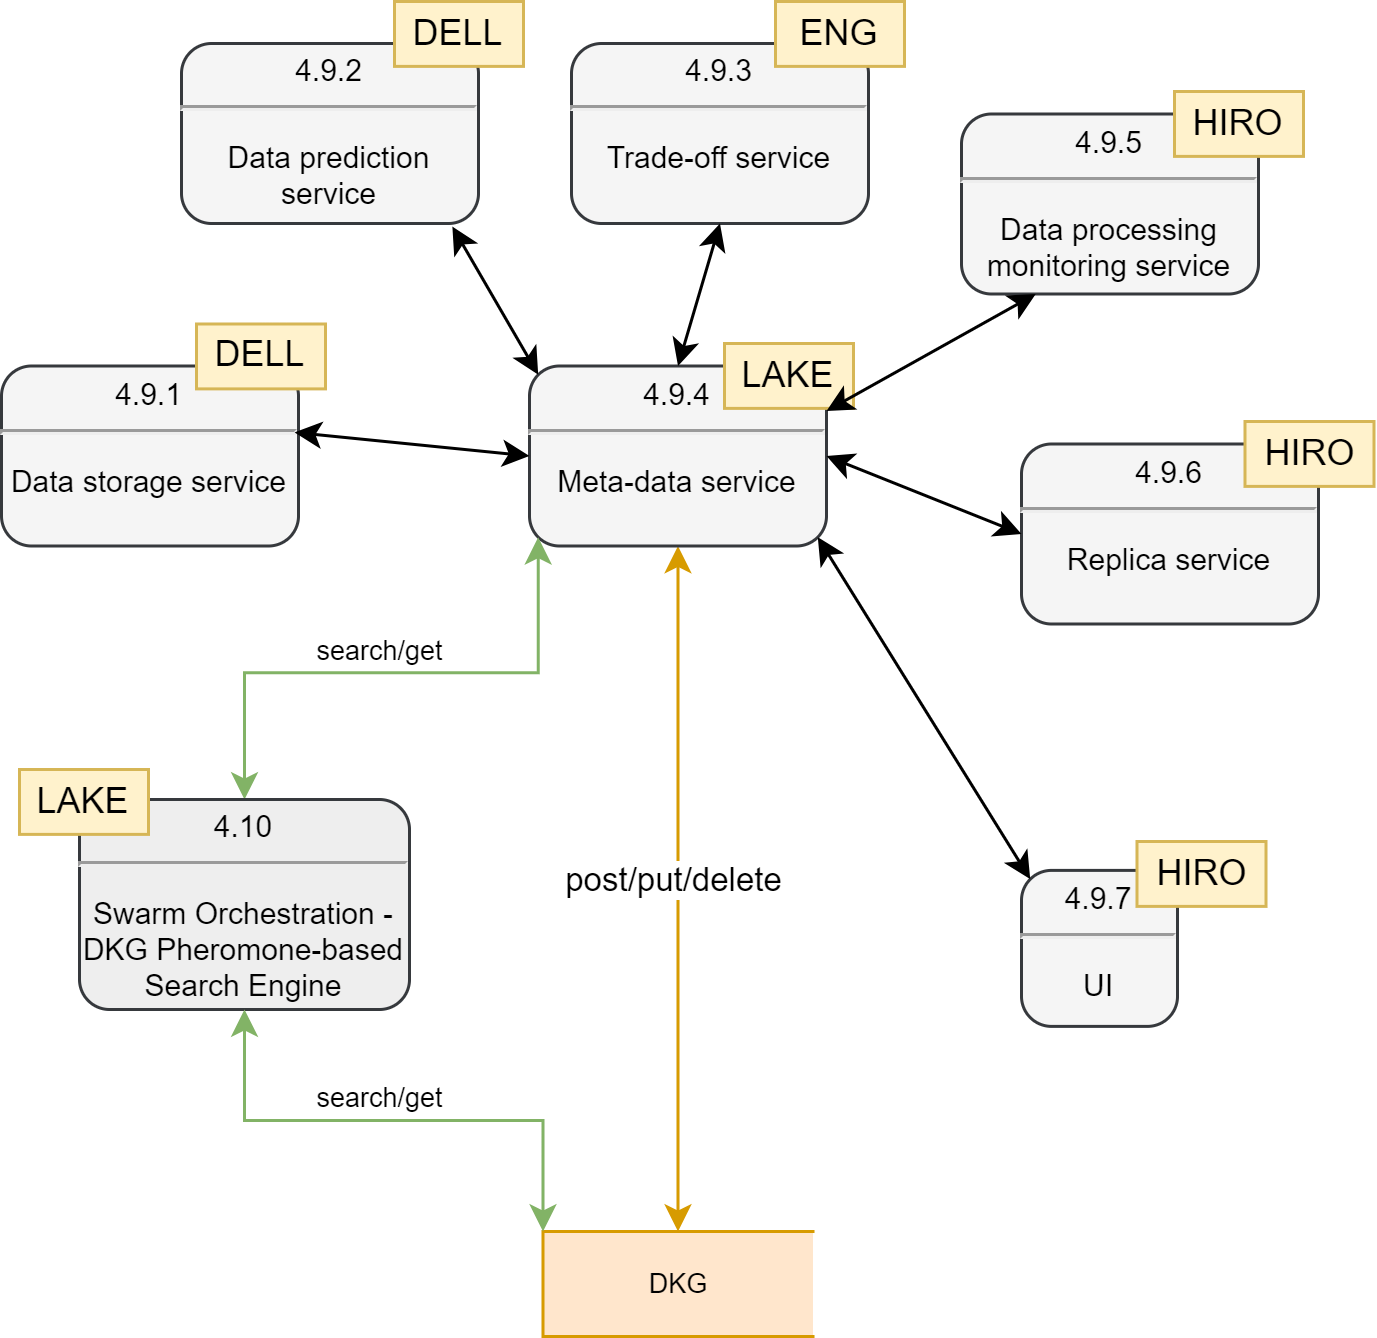 DELL
4.9.2
Data prediction
service
ENG
4.9.3
Trade-off service
HIRO
4.9.5
Data processing
monitoring service
DELL
4.9.1
Data storage service
LAKE
4.9.4
Meta-data service
HIRO
4.9.6
Replica service
search/get
LAKE
4.10
Swarm Orchestration -
DKG Pheromone-based
Search Engine
post/put/delete
HIRO
4.9.7
UI
search/get
DKG